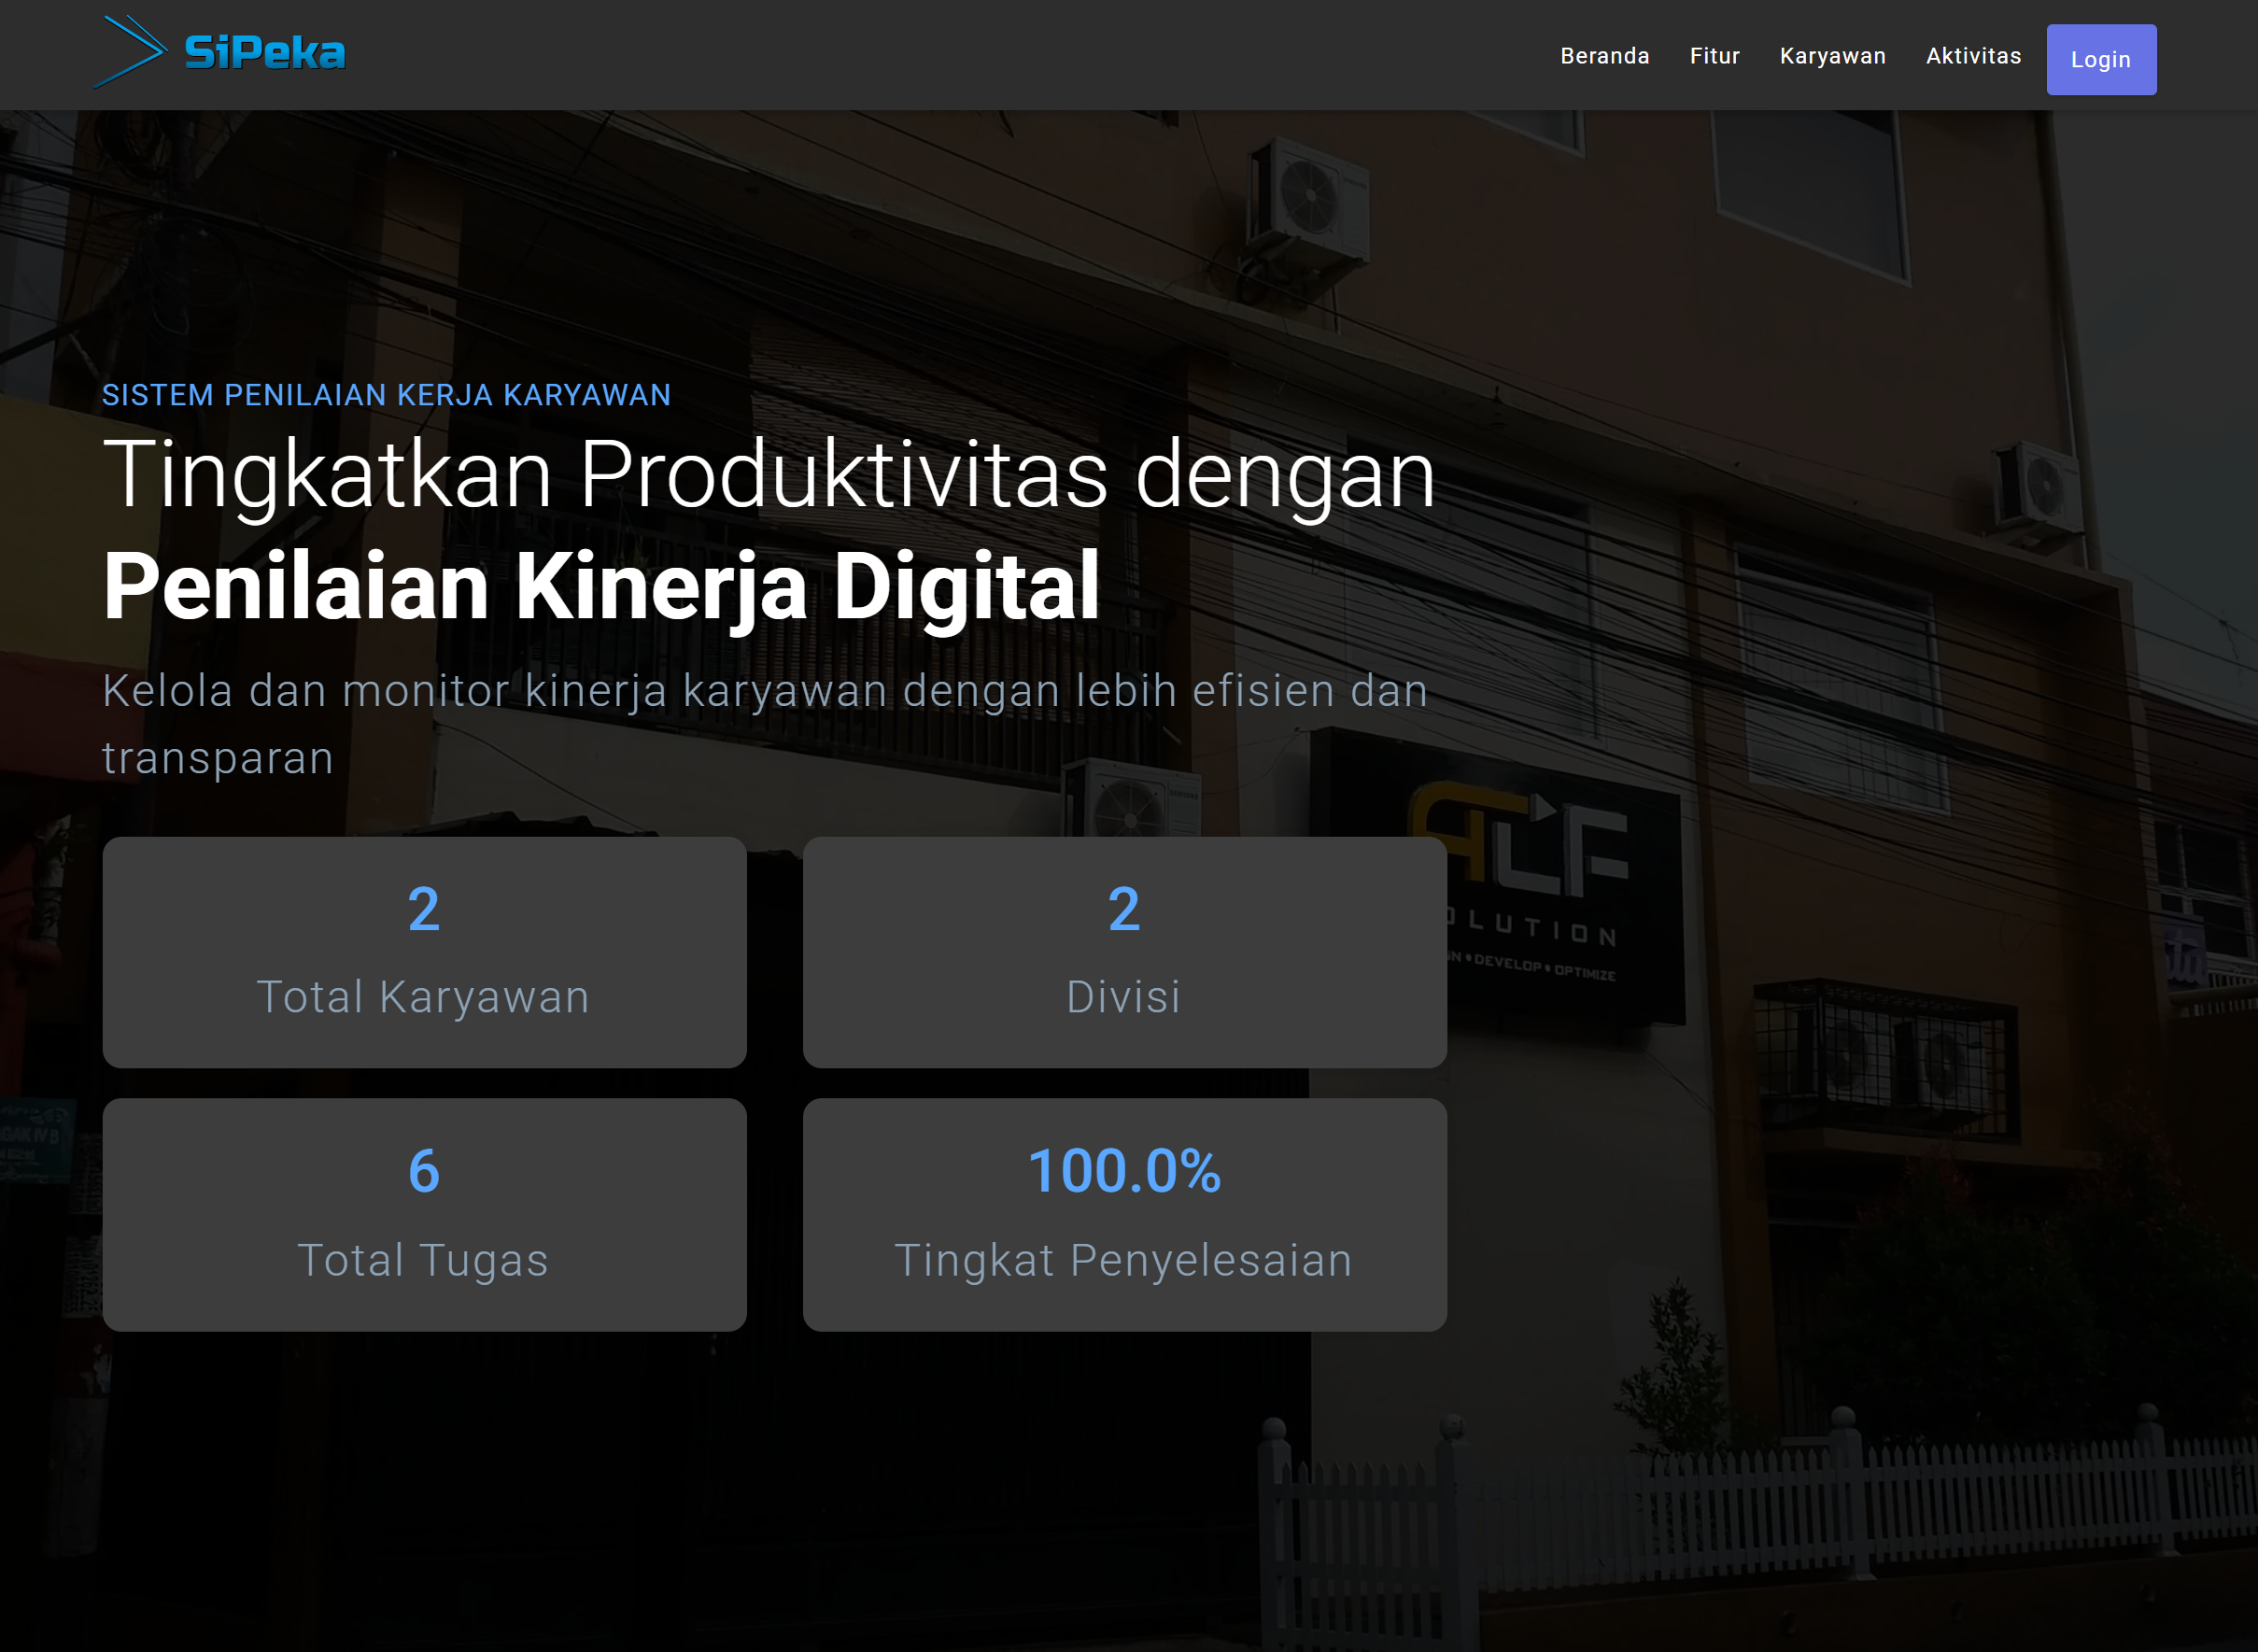 SiPeka
Beranda Fitur Karyawan Aktivitas Login
SISTEM PENILAIAN KERJA KARYAWAN
Tingkatkan Produktivitas dengan
Penilaian Kinerja Digital
Kelola dan monitor kinerja karyawan dengan lebih efisien dan
transparan
ALF
OLUTION
DEVELOP • OPTIMIZE
2
Total Karyawan
2
Divisi
6
Total Tugas
100.0%
Tingkat Penyelesaian